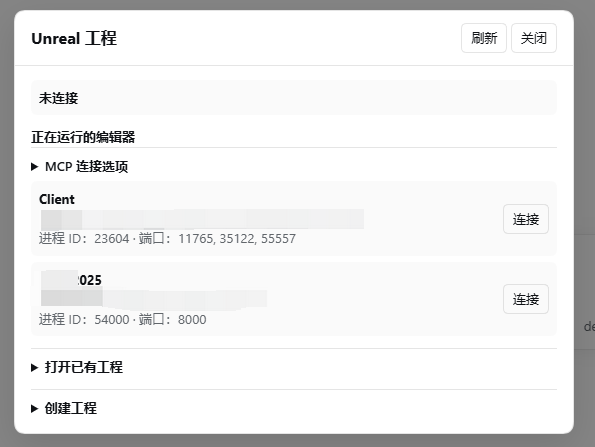 Unreal 工程
刷新
关闭
未连接
正在运行的编辑器
▶ MCP 连接选项
Client
进程 ID：23604 · 端口：11765, 35122, 55557
连接
2025
进程 ID：54000 · 端口：8000
连接
▶ 打开已有工程
▶ 创建工程
de